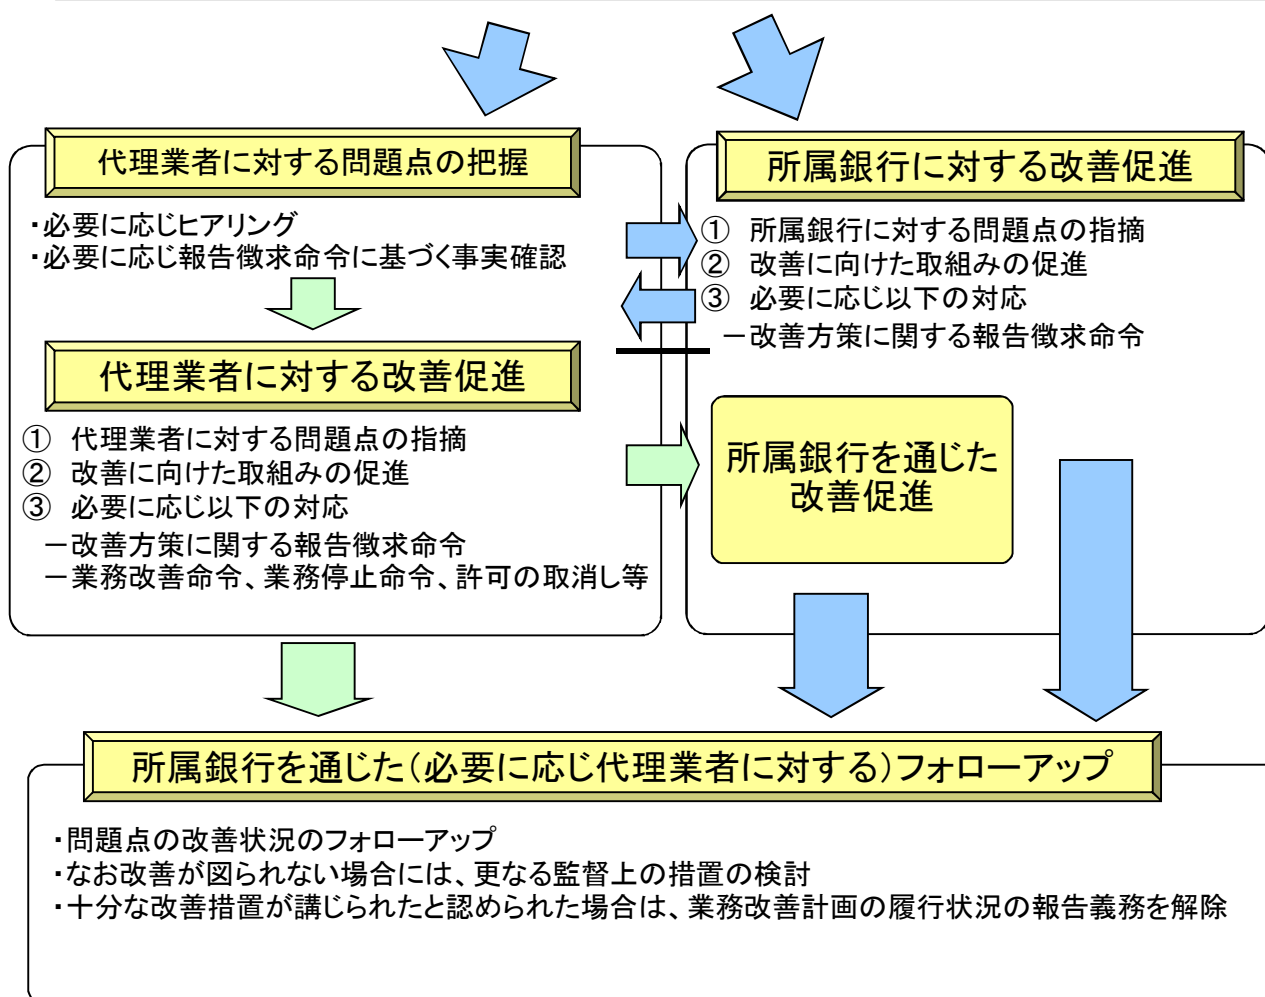 代理業者に対する問題点の把握
・必要に応じヒアリング
・必要に応じ報告徴求命令に基づく事実確認
代理業者に対する改善促進
① 代理業者に対する問題点の指摘
② 改善に向けた取組みの促進
③ 必要に応じ以下の対応
－改善方策に関する報告徴求命令
－業務改善命令、業務停止命令、許可の取消し等
所属銀行に対する改善促進
① 所属銀行に対する問題点の指摘
② 改善に向けた取組みの促進
③ 必要に応じ以下の対応
－改善方策に関する報告徴求命令
所属銀行を通じた
改善促進
所属銀行を通じた（必要に応じ代理業者に対する）フォローアップ
・問題点の改善状況のフォローアップ
・なお改善が図られない場合には、更なる監督上の措置の検討
・十分な改善措置が講じられたと認められた場合は、業務改善計画の履行状況の報告義務を解除